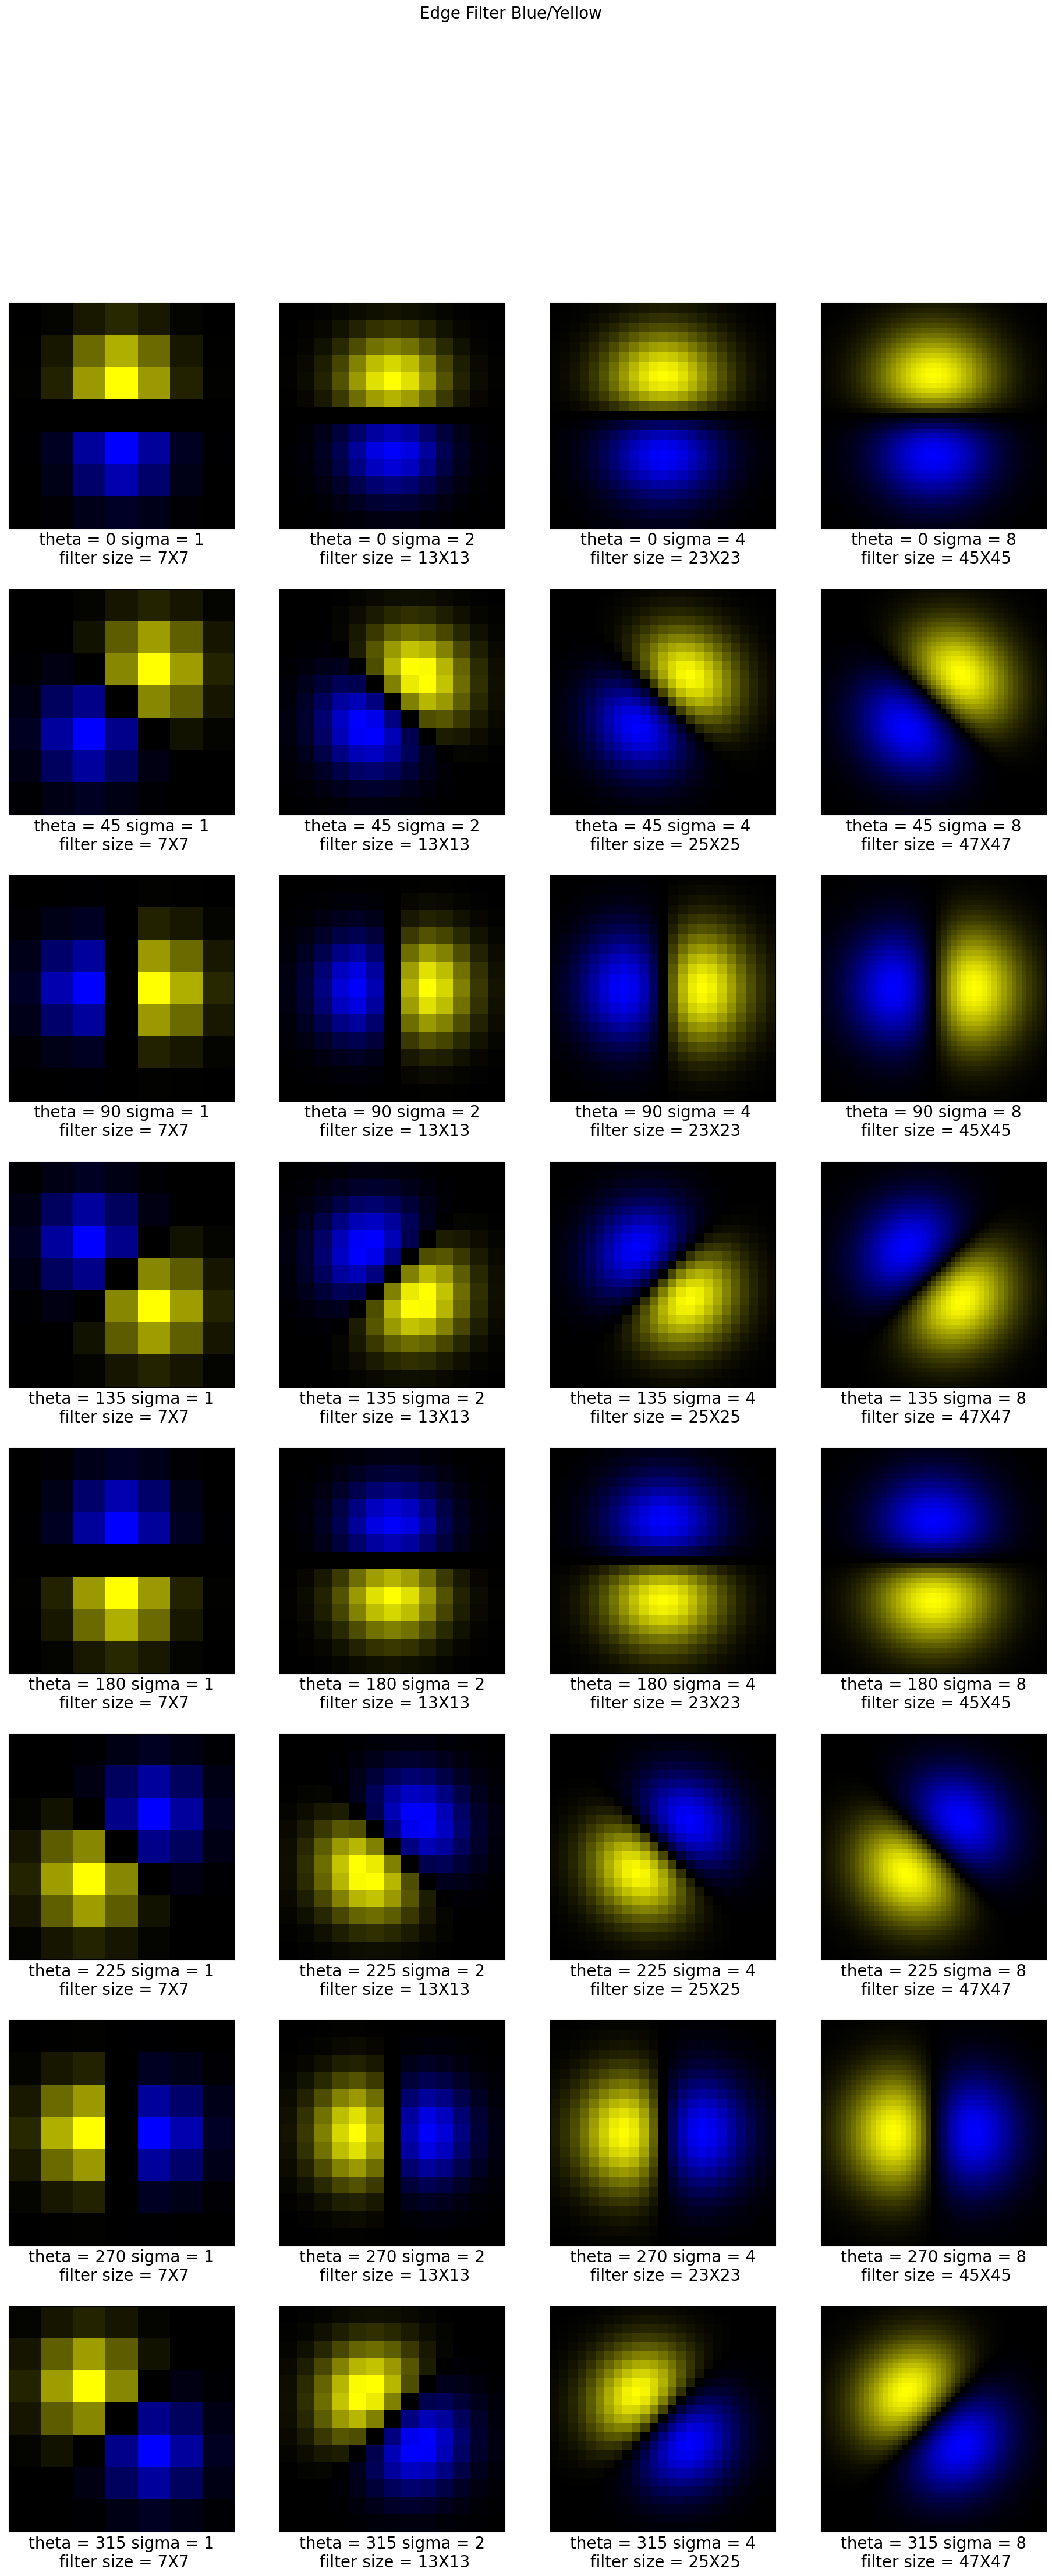 Edge Filter Blue/Yellow
theta = 0 sigma = 1
filter size = 7X7
theta = 0 sigma = 2
filter size = 13X13
theta = 0 sigma = 4
filter size = 23X23
theta = 0 sigma = 8
filter size = 45X45
theta = 45 sigma = 1
filter size = 7X7
theta = 45 sigma = 2
filter size = 13X13
theta = 45 sigma = 4
filter size = 25X25
theta = 45 sigma = 8
filter size = 47X47
theta = 90 sigma = 1
filter size = 7X7
theta = 90 sigma = 2
filter size = 13X13
theta = 90 sigma = 4
filter size = 23X23
theta = 90 sigma = 8
filter size = 45X45
theta = 135 sigma = 1
filter size = 7X7
theta = 135 sigma = 2
filter size = 13X13
theta = 135 sigma = 4
filter size = 25X25
theta = 135 sigma = 8
filter size = 47X47
theta = 180 sigma = 1
filter size = 7X7
theta = 180 sigma = 2
filter size = 13X13
theta = 180 sigma = 4
filter size = 23X23
theta = 180 sigma = 8
filter size = 45X45
theta = 225 sigma = 1
filter size = 7X7
theta = 225 sigma = 2
filter size = 13X13
theta = 225 sigma = 4
filter size = 25X25
theta = 225 sigma = 8
filter size = 47X47
theta = 270 sigma = 1
filter size = 7X7
theta = 270 sigma = 2
filter size = 13X13
theta = 270 sigma = 4
filter size = 23X23
theta = 270 sigma = 8
filter size = 45X45
theta = 315 sigma = 1
filter size = 7X7
theta = 315 sigma = 2
filter size = 13X13
theta = 315 sigma = 4
filter size = 25X25
theta = 315 sigma = 8
filter size = 47X47